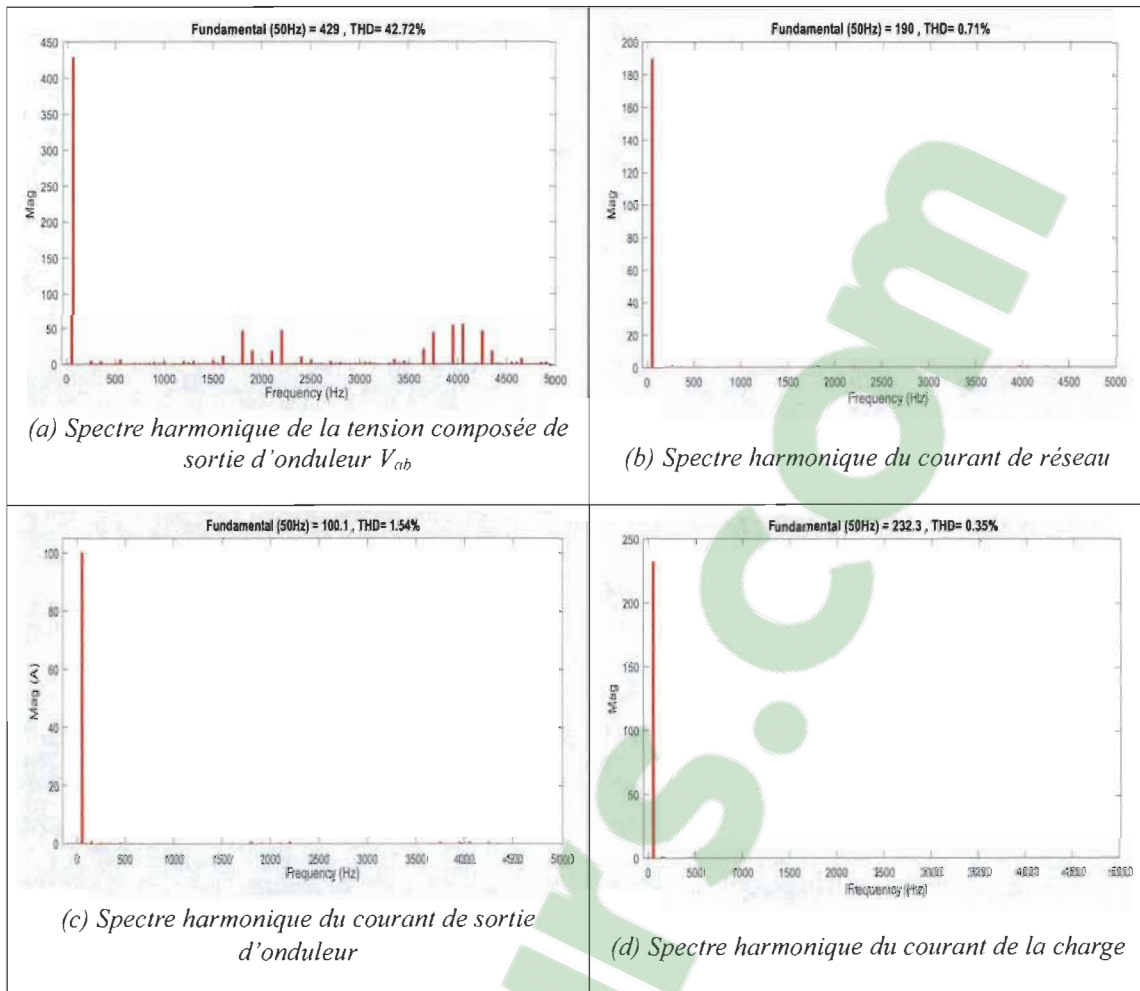 Fundamental (50Hz) = 429 , THD= 42.72%
450
400
350
300
250
200
150
100
50
0
Mag
0 500 1000 1500 2000 2500 3000 3500 4000 4500 5000
Frequency (Hz)
(a) Spectre harmonique de la tension composée de
sortie d'onduleur Vab
Fundamental (50Hz) = 190 , THD= 0.71%
200
180
160
140
120
100
80
60
40
20
0
Mag
0 500 1000 1500 2000 2500 3000 3500 4000 4500 5000
Frequency (Hz)
(b) Spectre harmonique du courant de réseau
Fundamental (50Hz) = 100.1 , THD= 1.54%
100
80
60
40
20
0
Mag (A)
0 500 1000 1500 2000 2500 3000 3500 4000 4500 5000
Frequency (Hz)
(c) Spectre harmonique du courant de sortie
d'onduleur
Fundamental (50Hz) = 232.3 , THD= 0.35%
250
200
150
100
50
0
Mag
0 500 1000 1500 2000 2500 3000 3500 4000 4500 5000
Frequency (Hz)
(d) Spectre harmonique du courant de la charge
rs.com